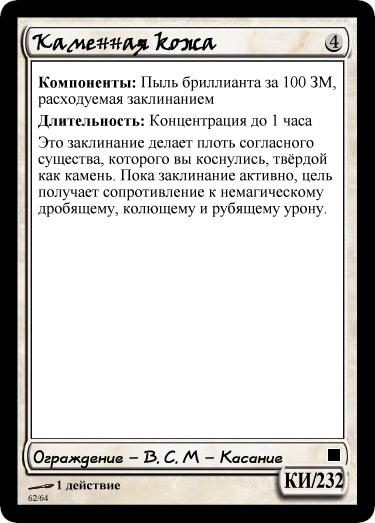 Каменная кожа 4
Компоненты: Пыль бриллианта за 100 ЗМ,
расходуемая заклинанием
Длительность: Концентрация до 1 часа
Это заклинание делает плоть согласного
существа, которого вы коснулись, твёрдой
как камень. Пока заклинание активно, цель
получает сопротивление к немагическому
дробящему, колющему и рубящему урону.
Ограждение – В, С, М – Касание
1 действие
КИ/232
62/64